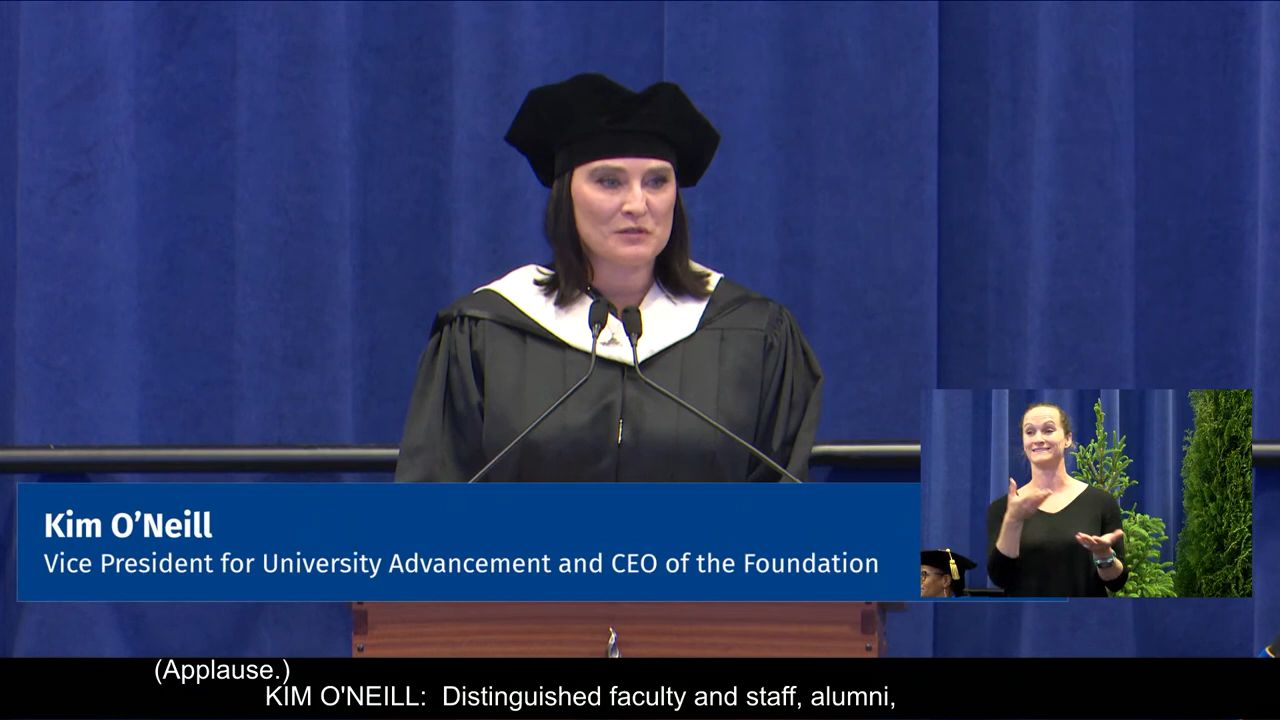 Kim O’Neill
Vice President for University Advancement and CEO of the Foundation
(Applause.)
KIM O'NEILL:  Distinguished faculty and staff, alumni,